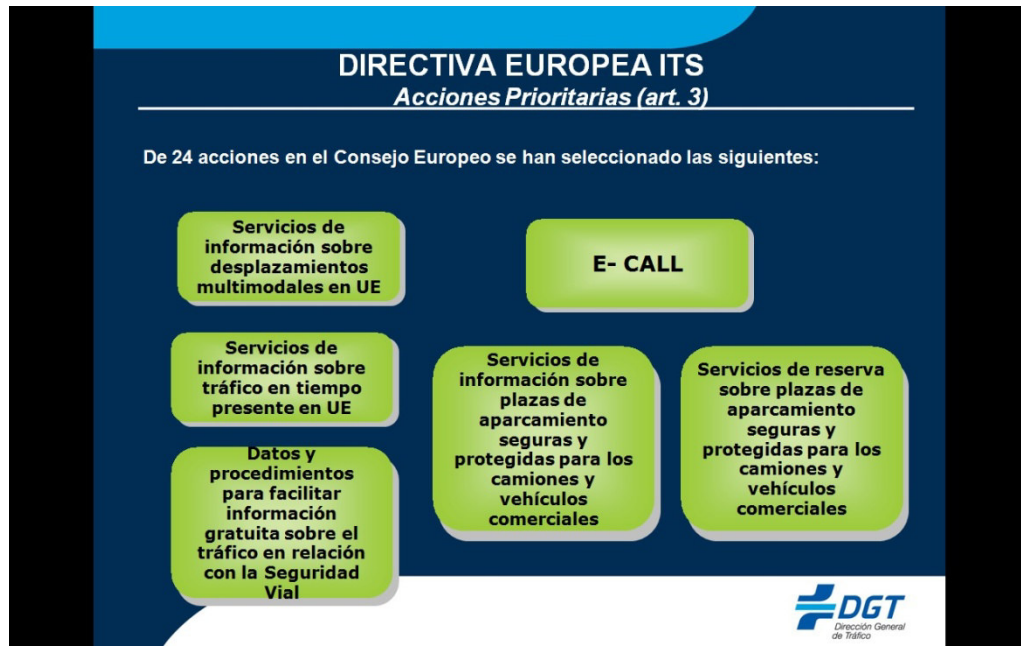 DIRECTIVA EUROPEA ITS
Acciones Prioritarias (art. 3)
De 24 acciones en el Consejo Europeo se han seleccionado las siguientes:
Servicios de
información sobre
desplazamientos
multimodales en UE
E- CALL
Servicios de
información sobre
tráfico en tiempo
presente en UE
Servicios de
información sobre
plazas de
aparcamiento
seguras y
protegidas para los
camiones y
vehículos
comerciales
Servicios de reserva
sobre plazas de
aparcamiento
seguras y
protegidas para los
camiones y
vehículos
comerciales
Datos y
procedimientos
para facilitar
información
gratuita sobre el
tráfico en relación
con la Seguridad
Vial
DGT
Dirección General
de Tráfico